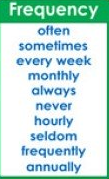 Frequency
often
sometimes
every week
monthly
always
never
hourly
seldom
frequently
annually